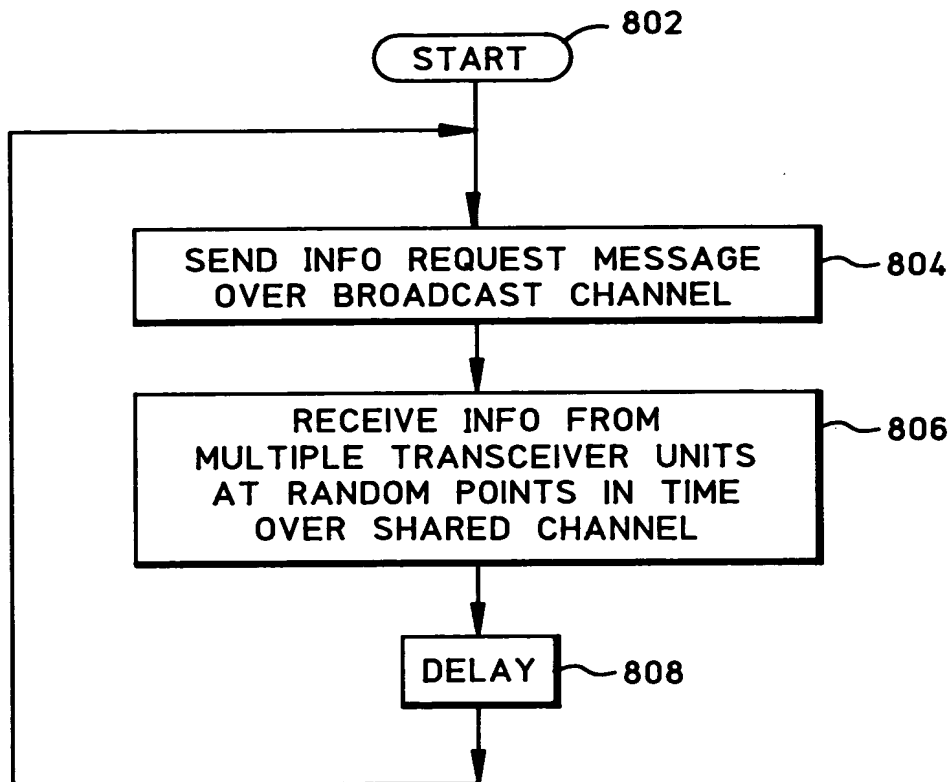 802
START
SEND INFO REQUEST MESSAGE
OVER BROADCAST CHANNEL
804
RECEIVE INFO FROM
MULTIPLE TRANSCEIVER UNITS
AT RANDOM POINTS IN TIME
OVER SHARED CHANNEL
806
DELAY
808